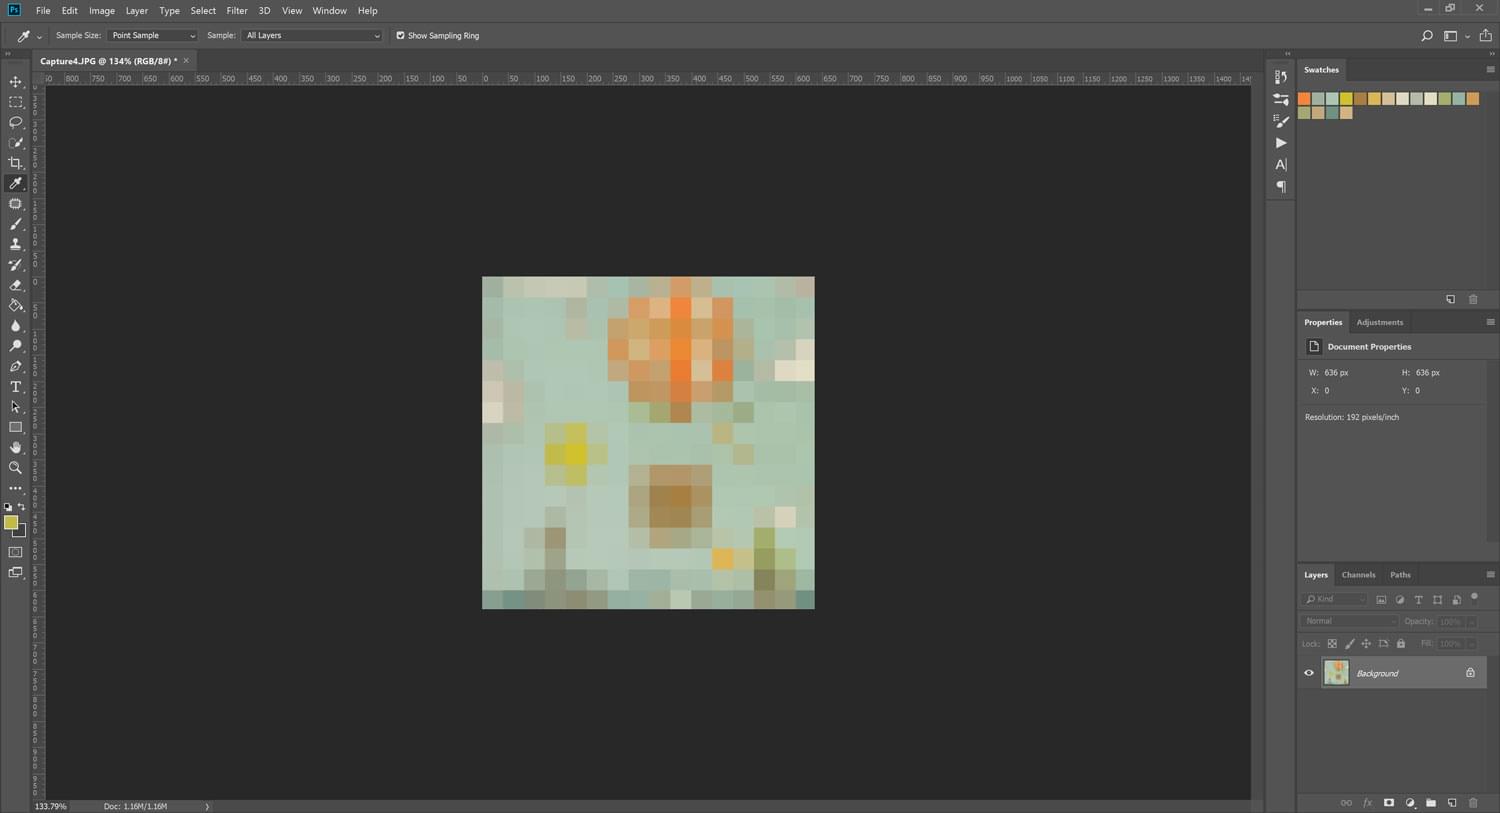 Ps File Edit Image Layer Type Select Filter 3D View Window Help
Sample Size: Point Sample Sample: All Layers Show Sampling Ring
Capture4.JPG @ 134% (RGB/8#) *
800 750 700 650 600 550 500 450 400 350 300 250 200 150 100 50 0 50 100 150 200 250 300 350 400 450 500 550 600 650 700 750 800 850 900 950 1000 1050 1100 1150 1200 1250 1300 1350 1400
Swatches
Properties Adjustments
Document Properties
W: 636 px H: 636 px
X: 0 Y: 0
Resolution: 192 pixels/inch
Layers Channels Paths
Kind
Normal Opacity: 100%
Lock: Fill: 100%
Background
fx
133.79% Doc: 1.16M/1.16M